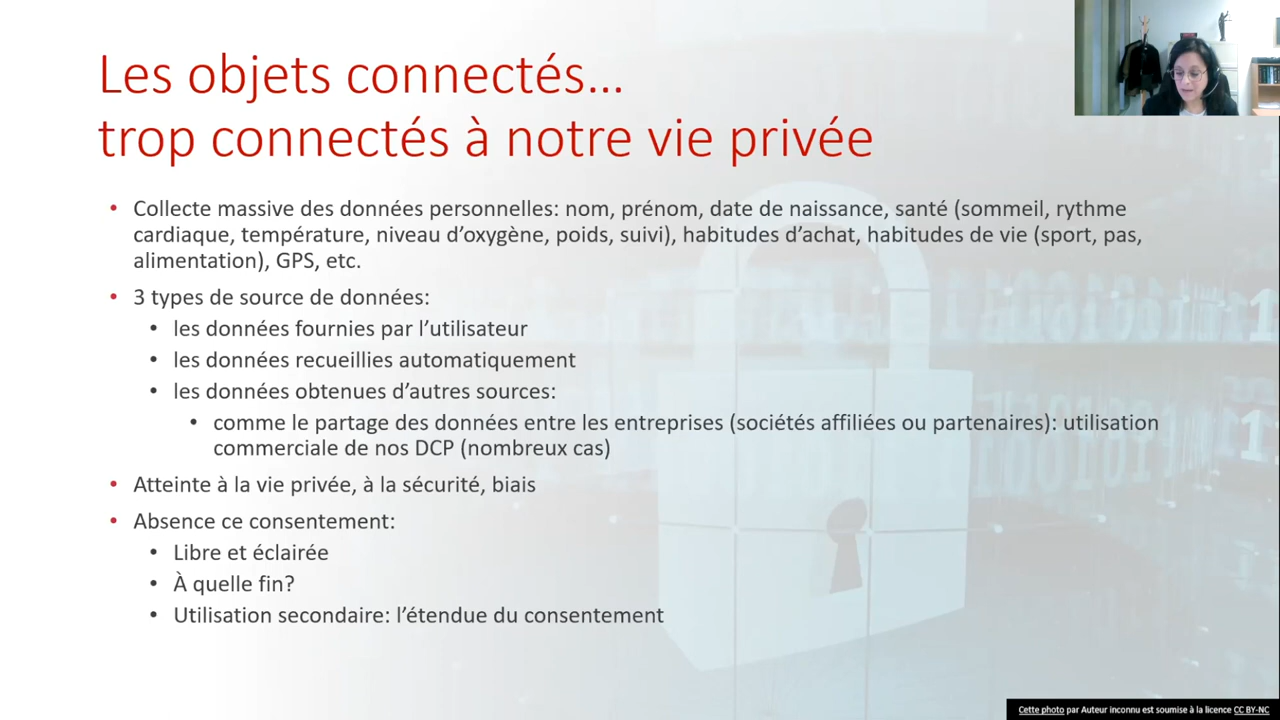 Les objets connectés...
trop connectés à notre vie privée
• Collecte massive des données personnelles: nom, prénom, date de naissance, santé (sommeil, rythme
cardiaque, température, niveau d’oxygène, poids, suivi), habitudes d’achat, habitudes de vie (sport, pas,
alimentation), GPS, etc.
• 3 types de source de données:
• les données fournies par l’utilisateur
• les données recueillies automatiquement
• les données obtenues d’autres sources:
• comme le partage des données entre les entreprises (sociétés affiliées ou partenaires): utilisation
commerciale de nos DCP (nombreux cas)
• Atteinte à la vie privée, à la sécurité, biais
• Absence ce consentement:
• Libre et éclairée
• À quelle fin?
• Utilisation secondaire: l’étendue du consentement
Cette photo par Auteur inconnu est soumise à la licence CC BY-NC